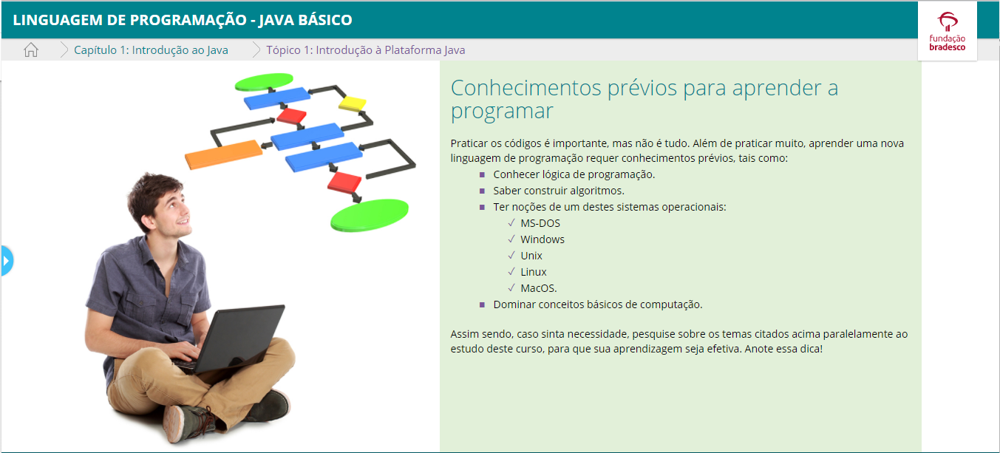 LINGUAGEM DE PROGRAMAÇÃO - JAVA BÁSICO
fundação
bradesco
Capítulo 1: Introdução ao Java
Tópico 1: Introdução à Plataforma Java
Conhecimentos prévios para aprender a
programar
Praticar os códigos é importante, mas não é tudo. Além de praticar muito, aprender uma nova
linguagem de programação requer conhecimentos prévios, tais como:
Conhecer lógica de programação.
Saber construir algoritmos.
Ter noções de um destes sistemas operacionais:
MS-DOS
Windows
Unix
Linux
MacOS.
Dominar conceitos básicos de computação.
Assim sendo, caso sinta necessidade, pesquise sobre os temas citados acima paralelamente ao
estudo deste curso, para que sua aprendizagem seja efetiva. Anote essa dica!